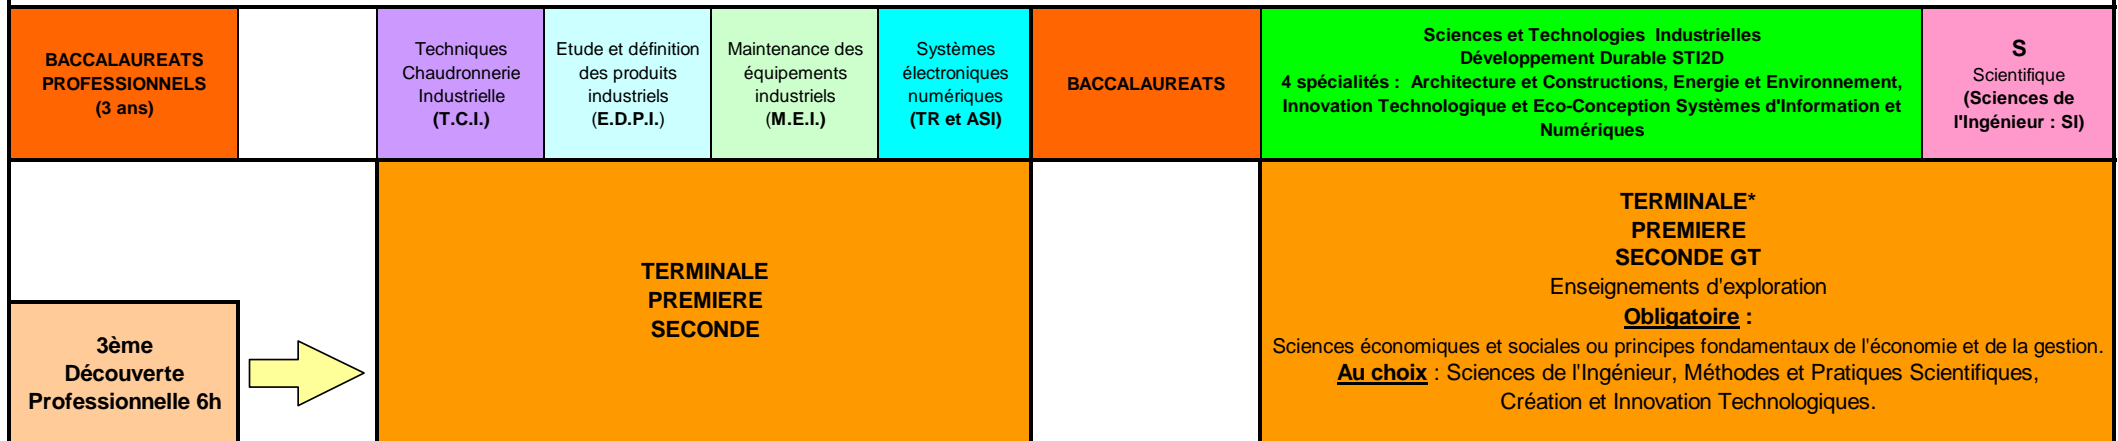 BACCALAUREATS
PROFESSIONNELS
(3 ans)
Techniques
Chaudronnerie
Industrielle
(T.C.I.)
Etude et définition
des produits
industriels
(E.D.P.I.)
Maintenance des
équipements
industriels
(M.E.I.)
Systèmes
électroniques
numériques
(TR et ASI)
BACCALAUREATS
Sciences et Technologies Industrielles
Développement Durable STI2D
4 spécialités : Architecture et Constructions, Energie et Environnement,
Innovation Technologique et Eco-Conception Systèmes d'Information et
Numériques
S
Scientifique
(Sciences de
l'Ingénieur : SI)
3ème
Découverte
Professionnelle 6h
TERMINALE
PREMIERE
SECONDE
TERMINALE*
PREMIERE
SECONDE GT
Enseignements d'exploration
Obligatoire :
Sciences économiques et sociales ou principes fondamentaux de l'économie et de la gestion.
Au choix : Sciences de l'Ingénieur, Méthodes et Pratiques Scientifiques,
Création et Innovation Technologiques.